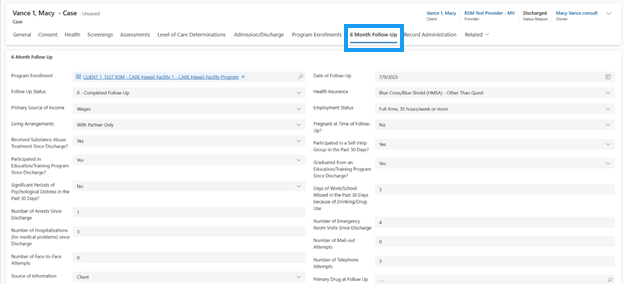 Vance 1, Macy - Case - Unsaved
Case
Vance 1, Macy
Client
RSM Test Provider - MV
Provider
Discharged
Status Reason
Macy Vance.consult
Owner
General Consent Health Screenings Assessments Level of Care Determinations Admission/Discharge Program Enrollments 6 Month Follow-Up Record Administration Related
6-Month Follow Up
Program Enrollment CLIENT 1, TEST RSM - CARE Hawaii Facility 1 - CARE Hawaii Facility Program
Follow Up Status 0 - Completed Follow Up
Primary Source of Income Wages
Living Arrangements With Partner Only
Received Substance Abuse
Treatment Since Discharge? Yes
Participated in
Education/Training Program
Since Discharge? Yes
Significant Periods of
Psychological Distress in the
Past 30 Days? No
Number of Arrests Since
Discharge 1
Number of Hospitalizations
(for medical problems) since
Discharge 3
Number of Face-to-Face
Attempts 0
Source of Information Client
Date of Follow-Up 7/9/2025
Health Insurance Blue Cross/Blue Shield (HMSA) - Other Than Quest
Employment Status Full-time, 35 hours/week or more
Pregnant at Time of Follow-
Up? No
Participated in a Self-Help
Group in the Past 30 Days? Yes
Graduated from an
Education/Training Program
Since Discharge? Yes
Days of Work/School
Missed in the Past 30 Days
because of Drinking/Drug
Use 3
Number of Emergency
Room Visits Since Discharge 4
Number of Mail-out
Attempts 0
Number of Telephone
Attempts 3
Primary Drug at Follow Up ---